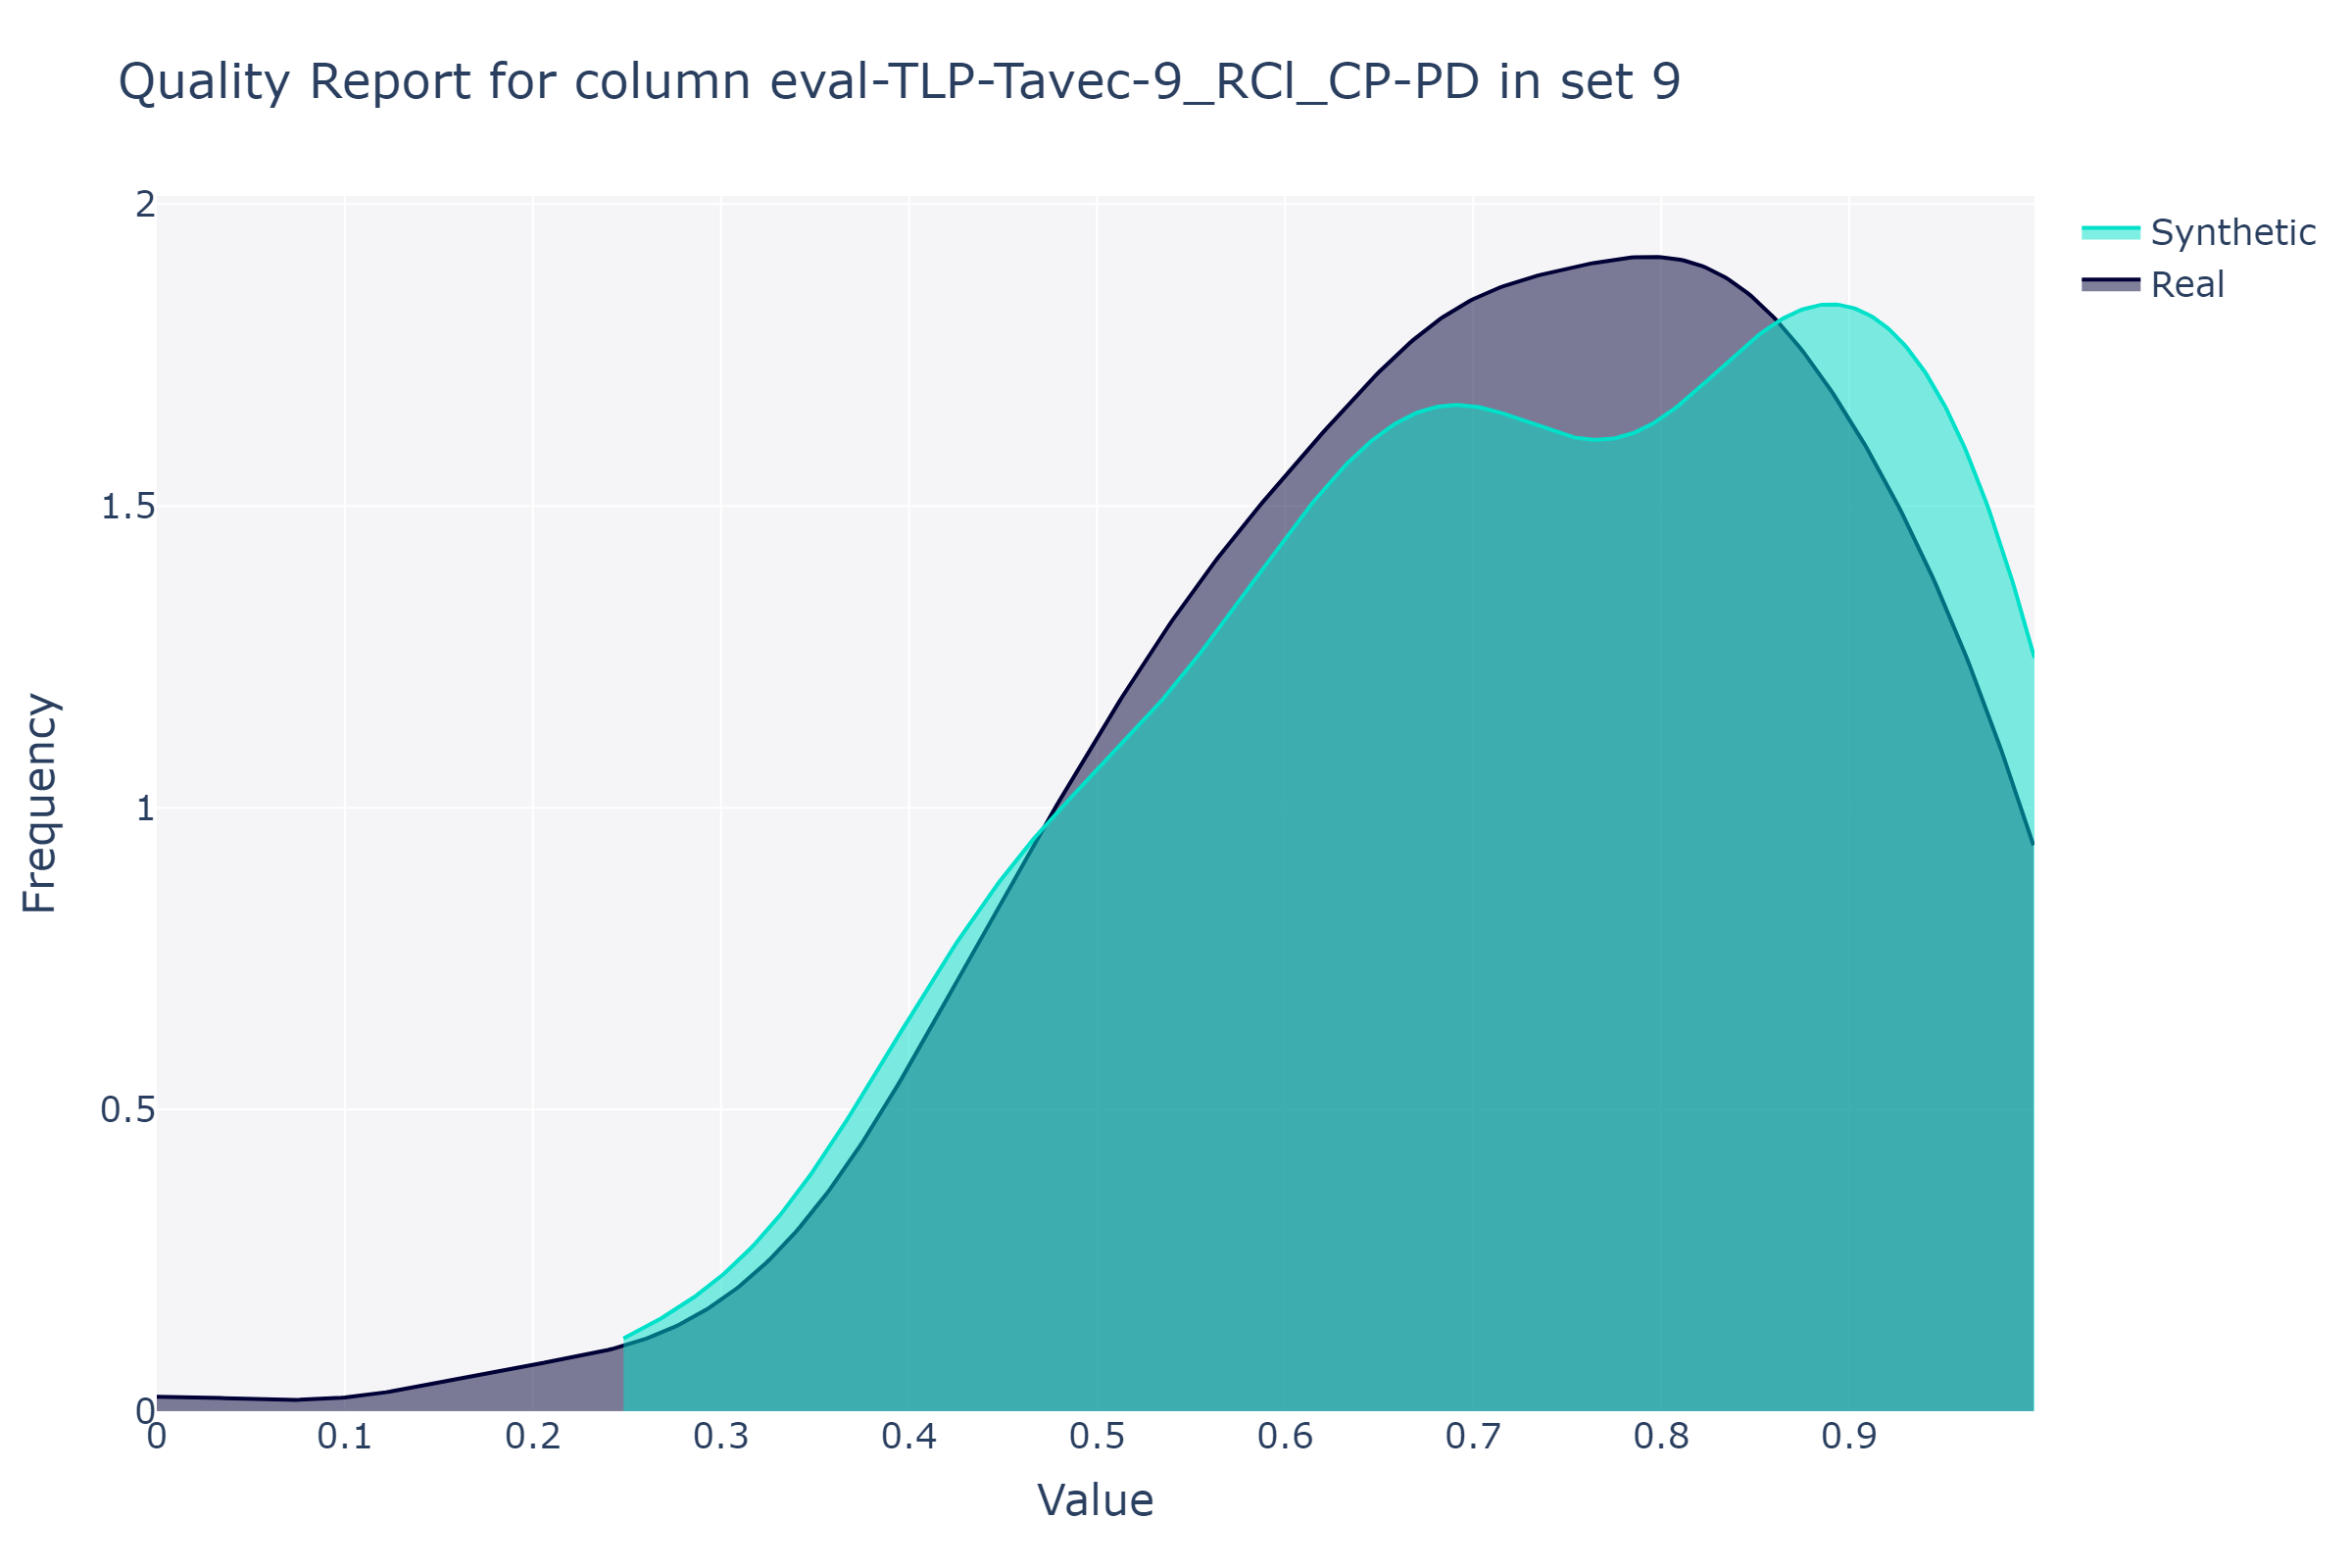 Quality Report for column eval-TLP-Tavec-9_RCl_CP-PD in set 9
Synthetic
Real
2
1.5
1
0.5
0
Frequency
0 0.1 0.2 0.3 0.4 0.5 0.6 0.7 0.8 0.9
Value